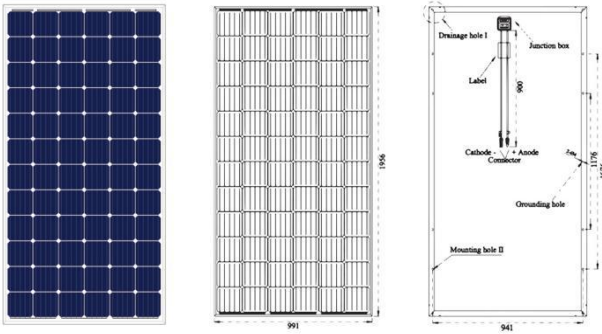 Drainage hole I
Junction box
Label
900
Cathode - + Anode
Connector
1956
1176
Grounding hole
Mounting hole II
991
941